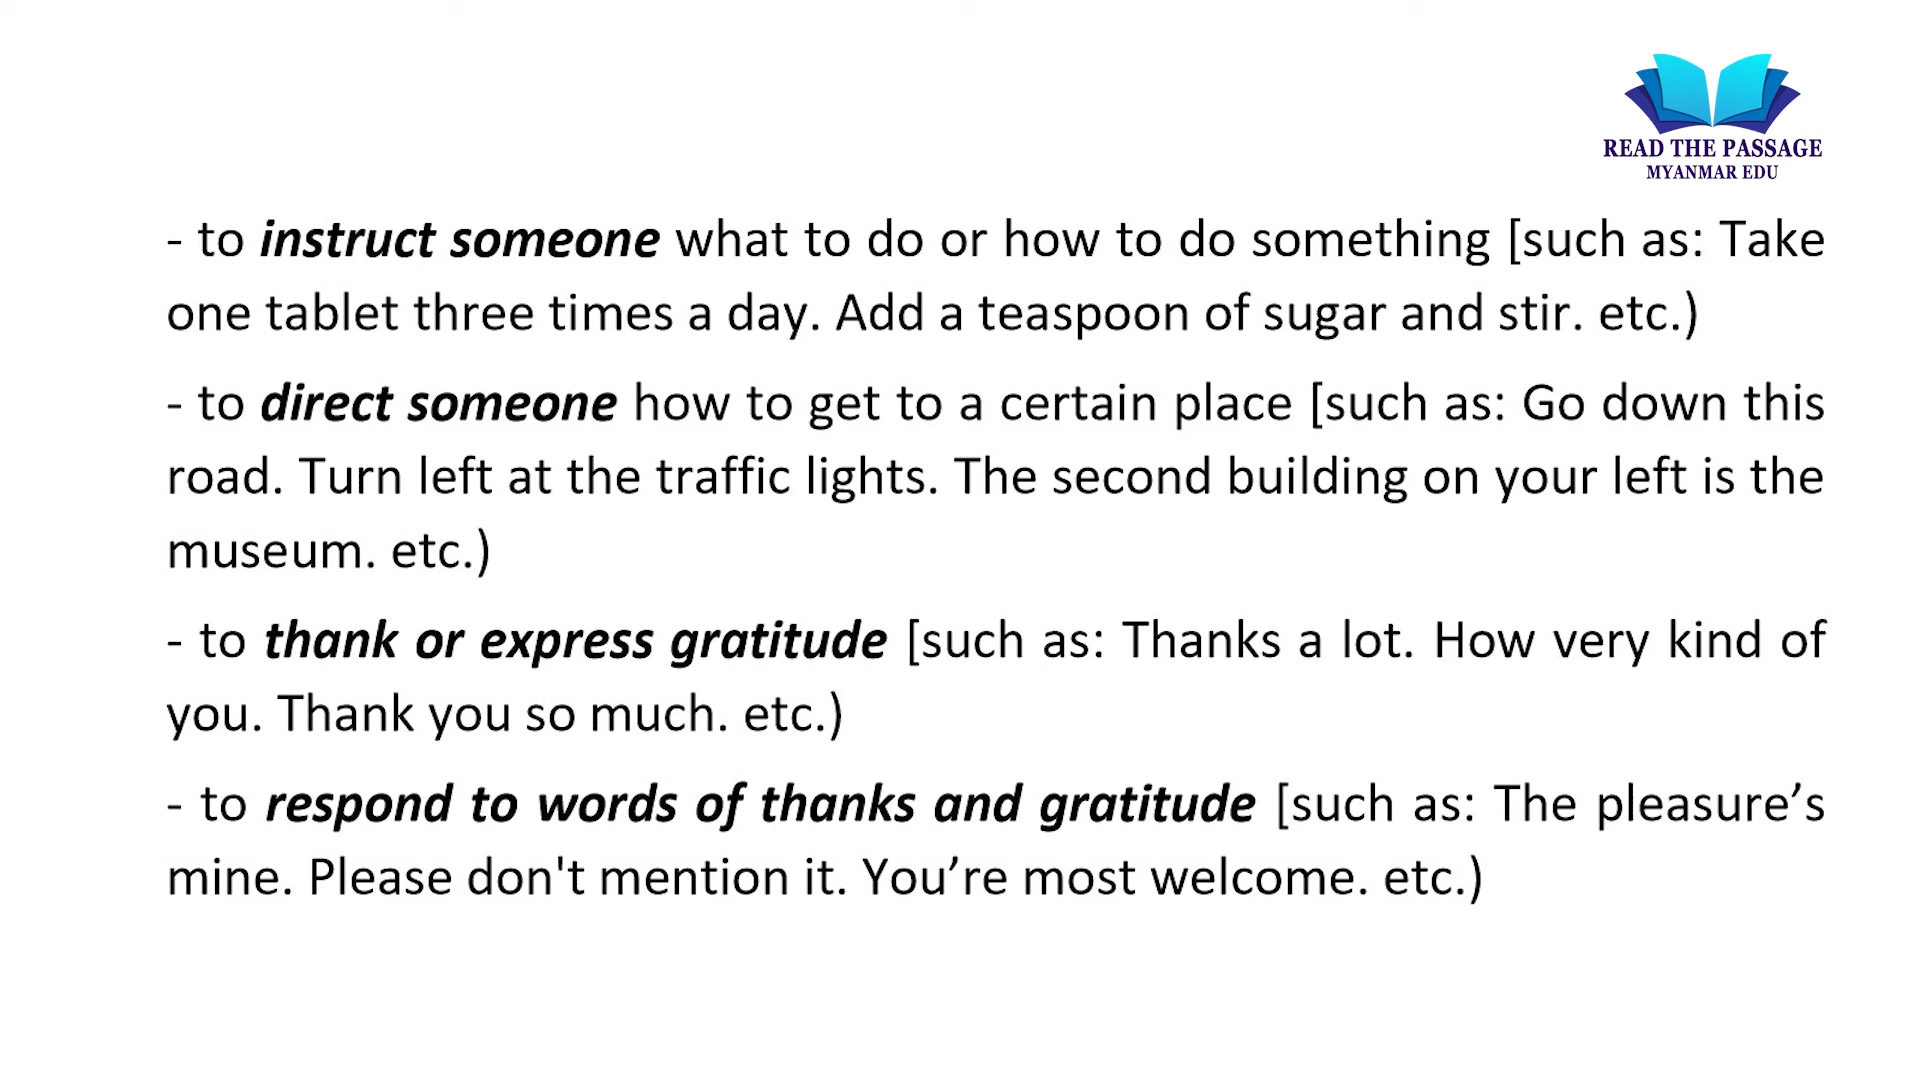 READ THE PASSAGE
MYANMAR EDU
- to instruct someone what to do or how to do something [such as: Take
one tablet three times a day. Add a teaspoon of sugar and stir. etc.)
- to direct someone how to get to a certain place [such as: Go down this
road. Turn left at the traffic lights. The second building on your left is the
museum. etc.)
- to thank or express gratitude [such as: Thanks a lot. How very kind of
you. Thank you so much. etc.)
- to respond to words of thanks and gratitude [such as: The pleasure’s
mine. Please don't mention it. You’re most welcome. etc.)